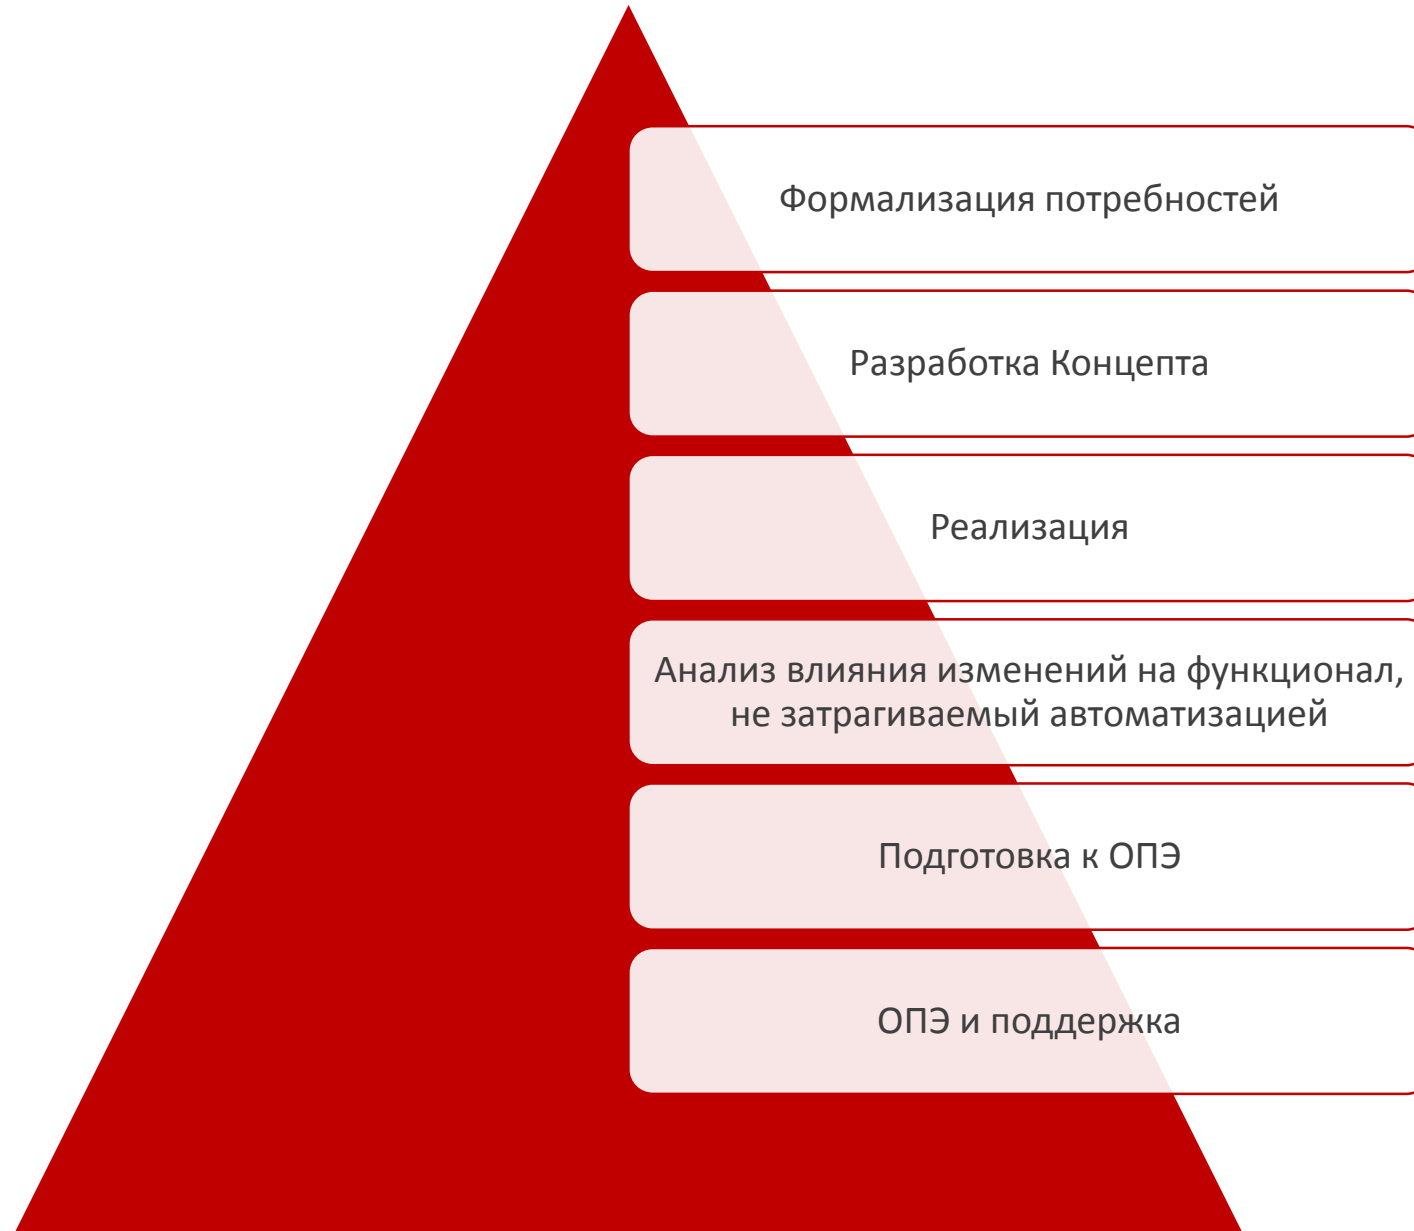 Формализация потребностей
Разработка Концепта
Реализация
Анализ влияния изменений на функционал,
не затрагиваемый автоматизацией
Подготовка к ОПЭ
ОПЭ и поддержка